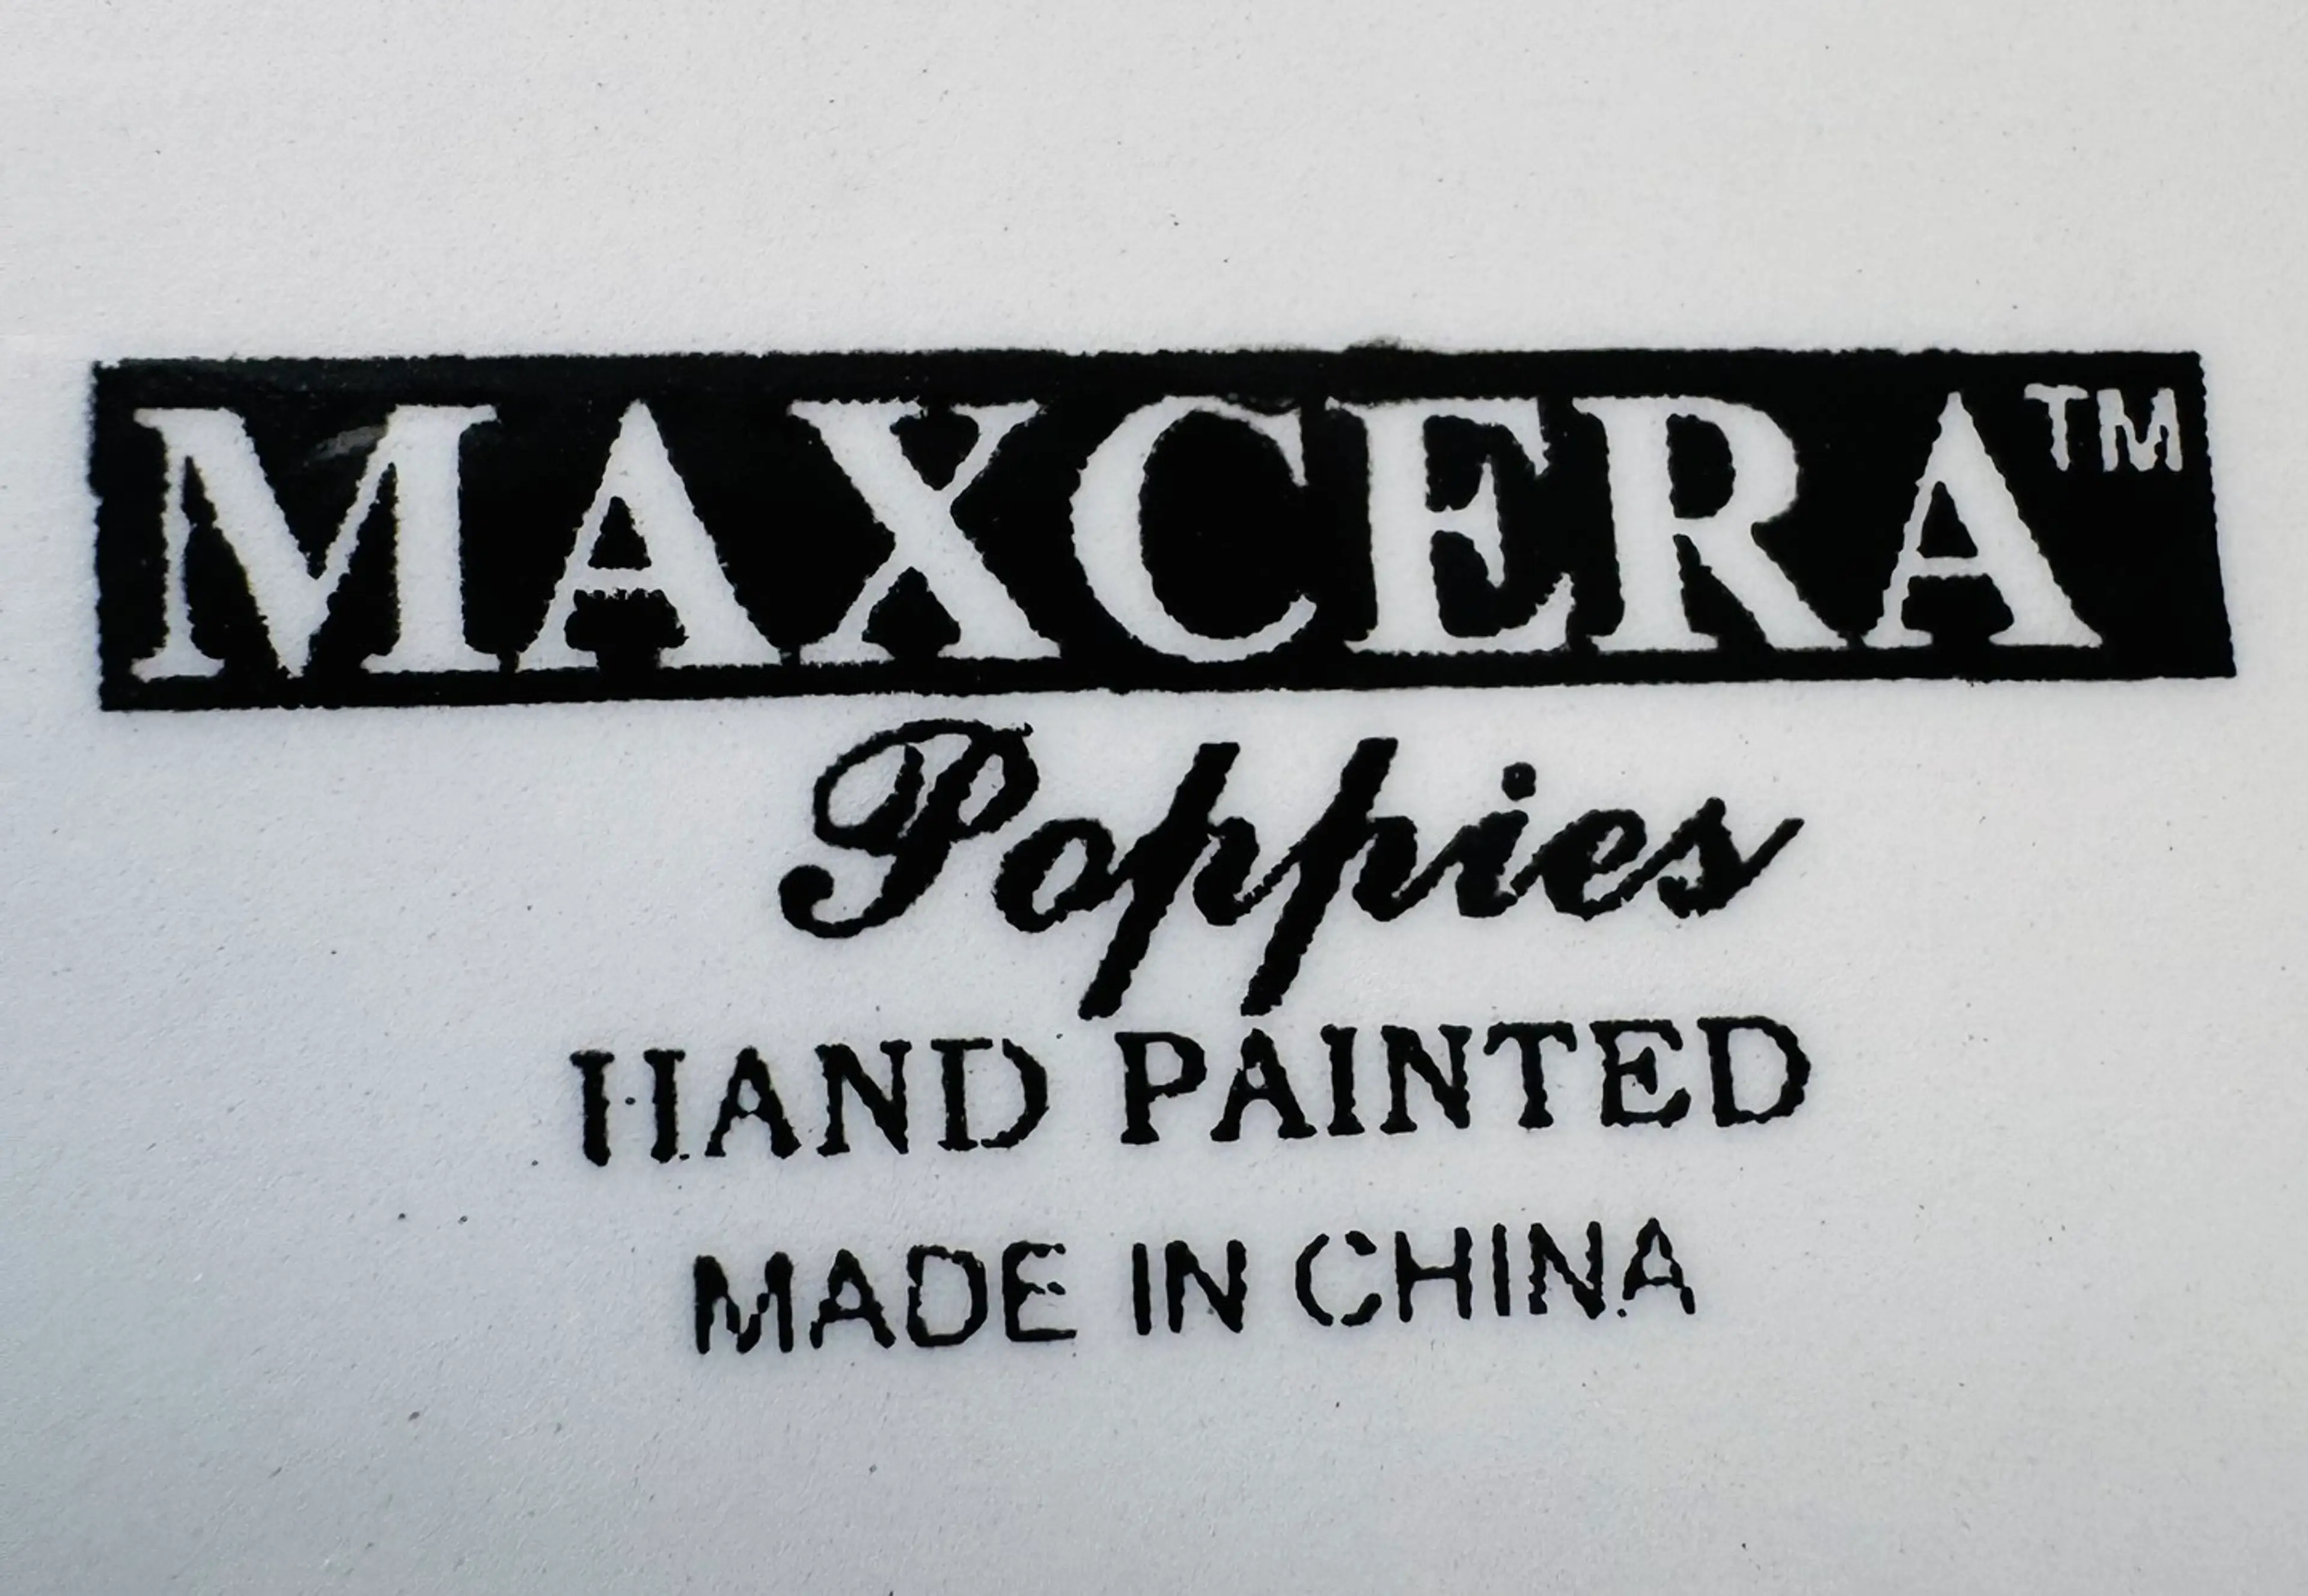 MAXCERA™
Poppies
HAND PAINTED
MADE IN CHINA